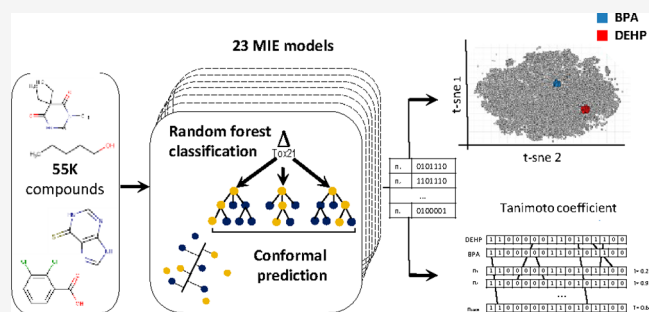 BPA
DEHP
23 MIE models
Random forest
classification
Δ
Tox21
55K
compounds
Conformal
prediction
n. 0101110
n. 1101110
...
n. 0100001
t-sne 1
t-sne 2
Tanimoto coefficient
DEHP
BPA
...